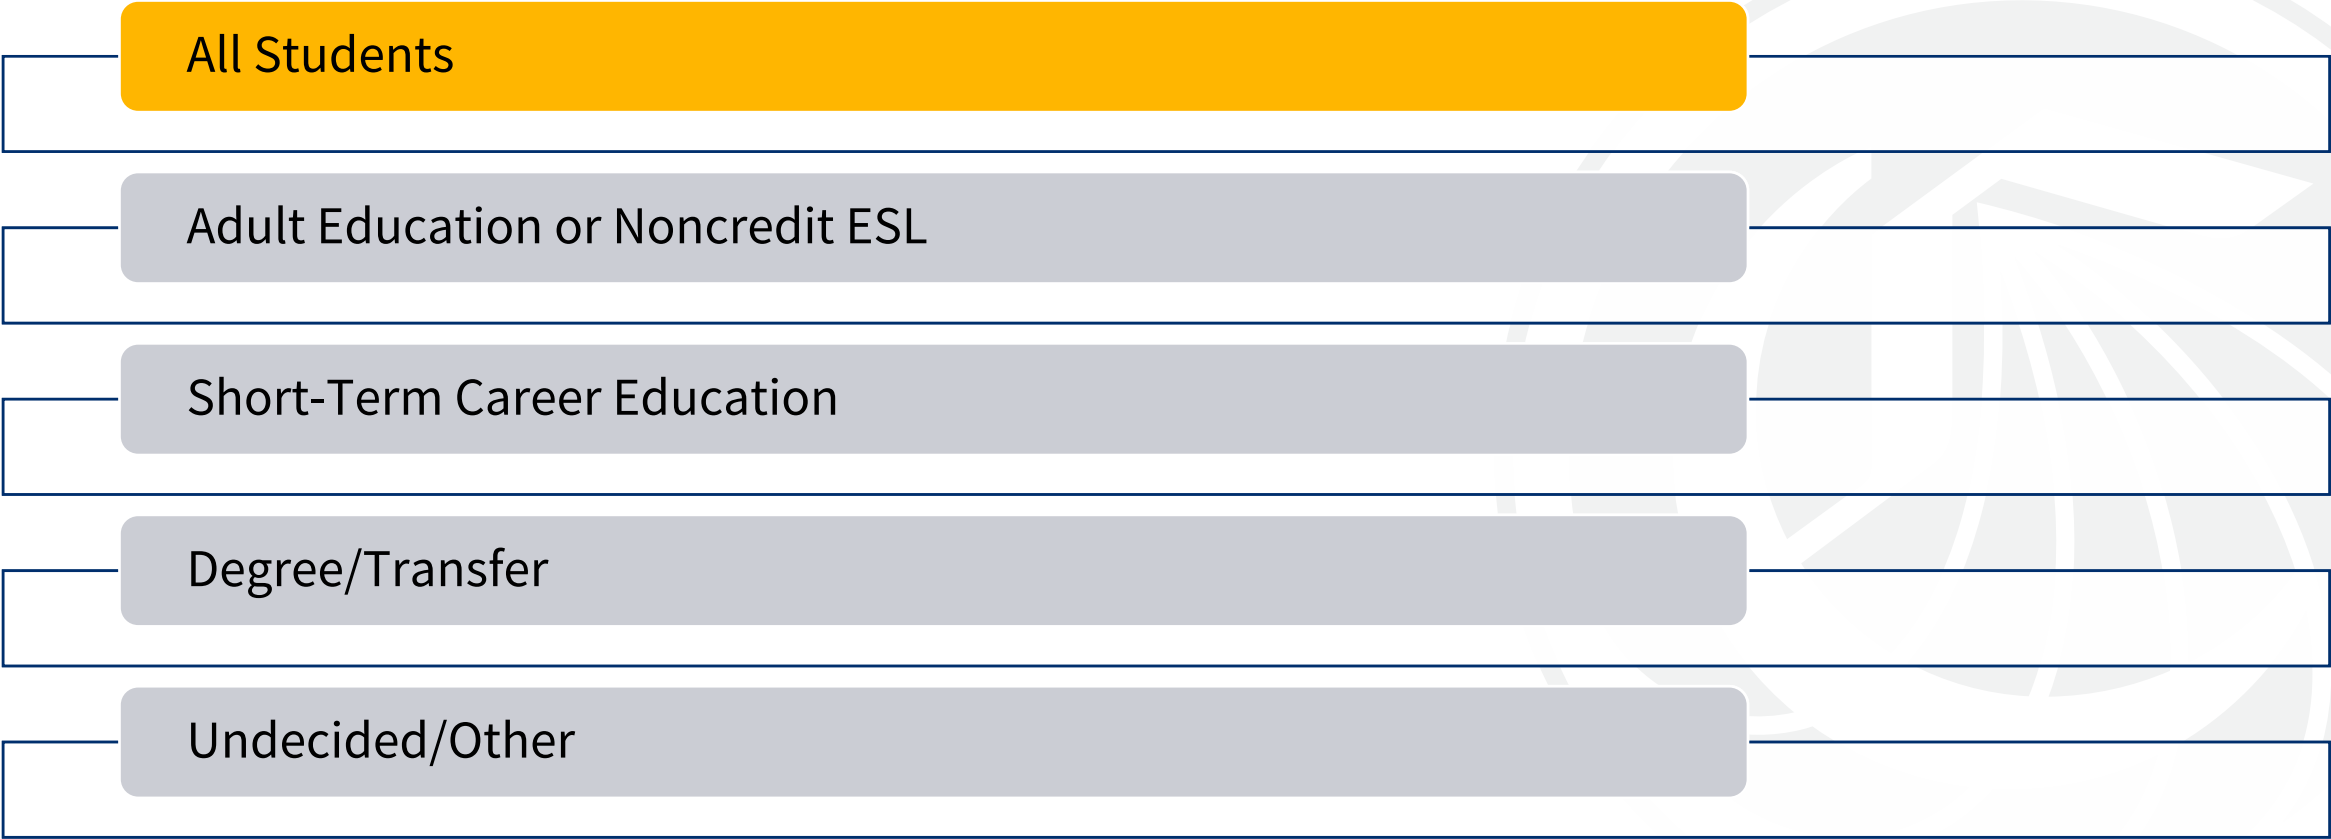 All Students
Adult Education or Noncredit ESL
Short-Term Career Education
Degree/Transfer
Undecided/Other